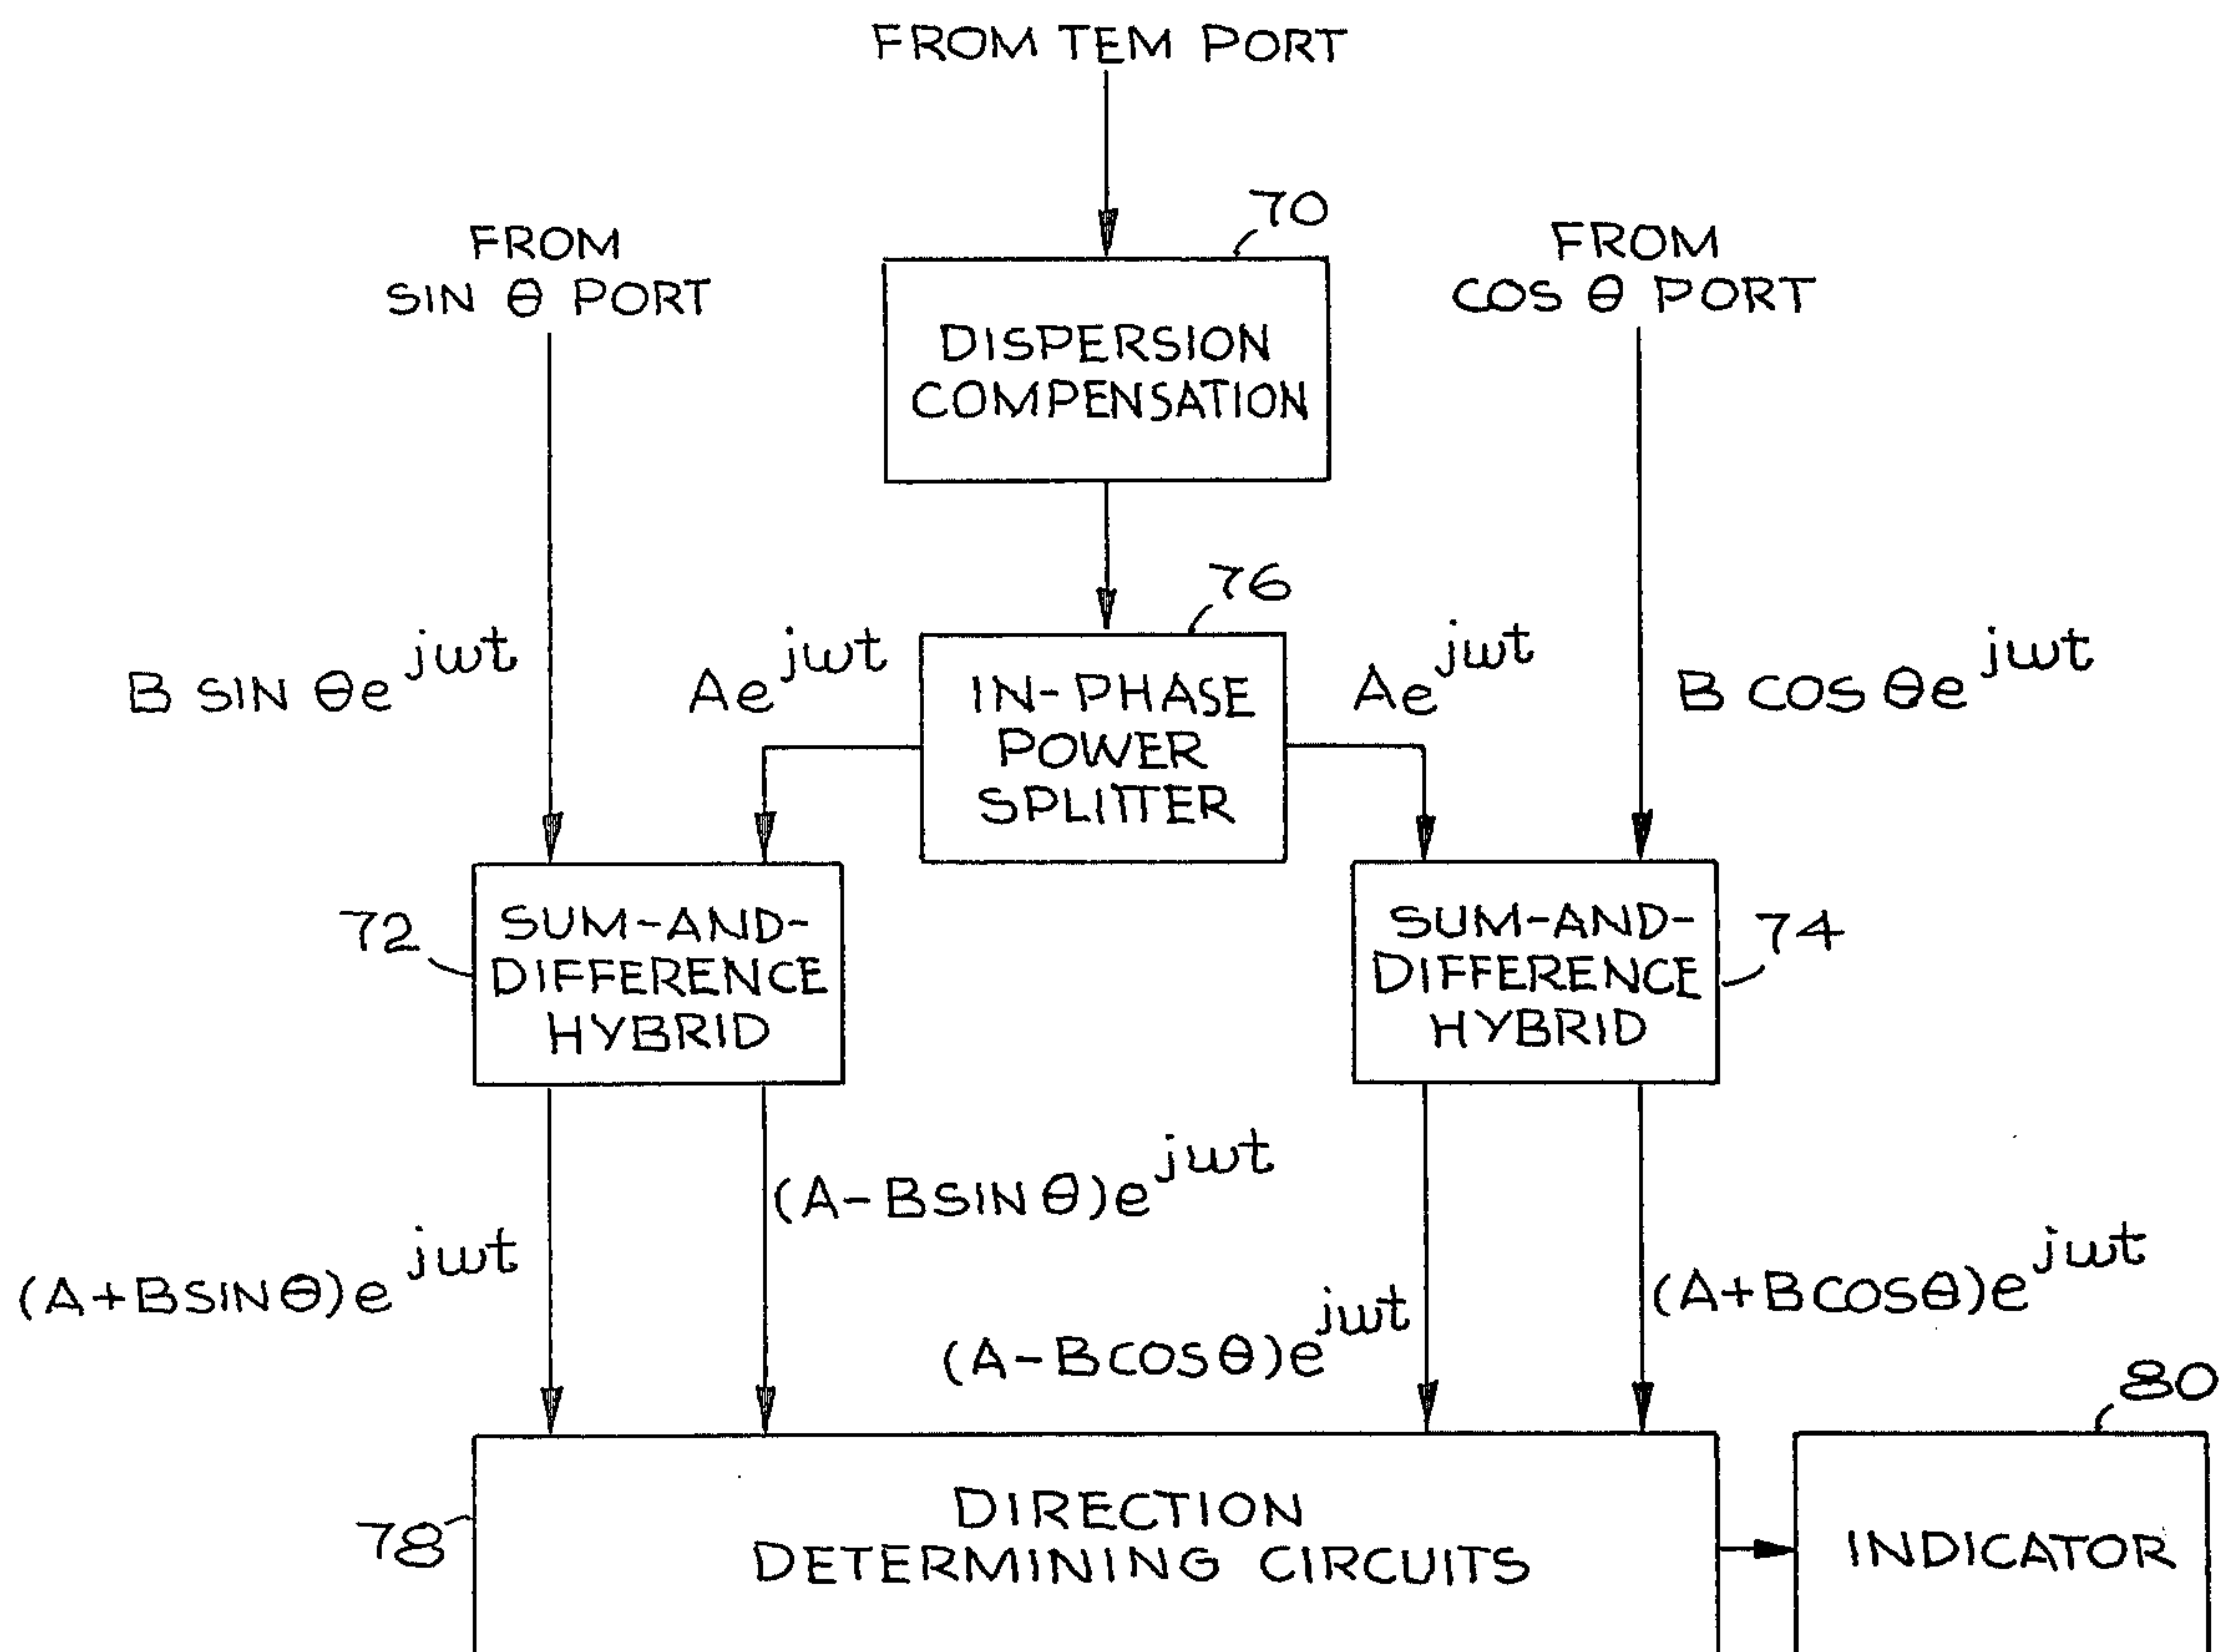 FROM TEM PORT
70
FROM
SIN θ PORT
FROM
COS θ PORT
DISPERSION
COMPENSATION
76
B SIN θe^jwt
Ae^jwt
IN-PHASE
POWER
SPLITTER
Ae^jwt
B COS θe^jwt
72
SUM-AND-
DIFFERENCE
HYBRID
SUM-AND-
DIFFERENCE
HYBRID
74
(A+BSINθ)e^jwt
(A-BSINθ)e^jwt
(A-BCOSθ)e^jwt
(A+BCOSθ)e^jwt
80
78
DIRECTION
DETERMINING CIRCUITS
INDICATOR